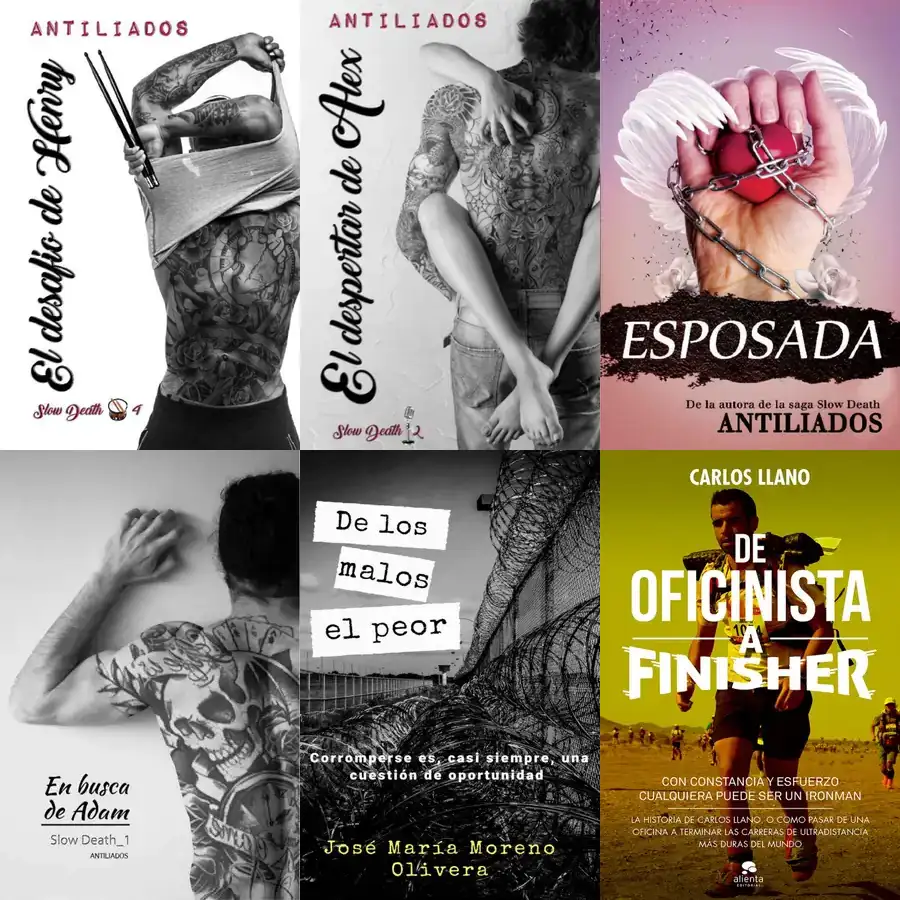 ANTILIADOS
El desafio de Henry
Slow Death 4
ANTILIADOS
El despertar de Alex
Slow Death 2
ESPOSADA
De la autora de la saga Slow Death
ANTILIADOS
En busca
de Adam
Slow Death_1
ANTILIADOS
De los
malos
el peor
Corromperse es, casi siempre, una
cuestión de oportunidad
José María Moreno
Olivera
CARLOS LLANO
DE
OFICINISTA
A
FINISHER
CON CONSTANCIA Y ESFUERZO
CUALQUIERA PUEDE SER UN IRONMAN
LA HISTORIA DE CARLOS LLANO, O COMO PASAR DE UNA
OFICINA A TERMINAR LAS CARRERAS DE ULTRADISTANCIA
MÁS DURAS DEL MUNDO
alienta
EDITORIAL